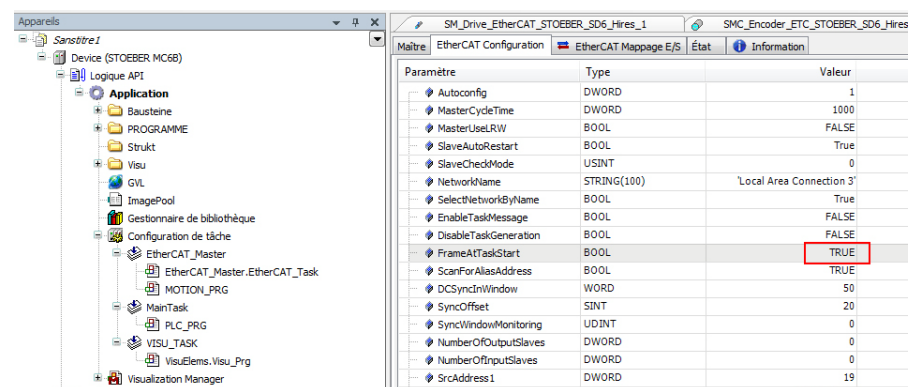 Appareils
Sanstitre1
Device (STOEBER MC6B)
Logique API
Application
Bausteine
PROGRAMME
Strukt
Visu
GVL
ImagePool
Gestionnaire de bibliothèque
Configuration de tâche
EtherCAT_Master
EtherCAT_Master.EtherCAT_Task
MOTION_PRG
MainTask
PLC_PRG
VISU_TASK
VisuElems.Visu_Prg
Visualization Manager
SM_Drive_EtherCAT_STOEBER_SD6_Hires_1 SMC_Encoder_ETC_STOEBER_SD6_Hires
Maître EtherCAT Configuration EtherCAT Mappage E/S État Information
Paramètre Type Valeur
Autoconfig DWORD 1
MasterCycleTime DWORD 1000
MasterUseLRW BOOL FALSE
SlaveAutoRestart BOOL True
SlaveCheckMode USINT 0
NetworkName STRING(100) 'Local Area Connection 3'
SelectNetworkByName BOOL True
EnableTaskMessage BOOL FALSE
DisableTaskGeneration BOOL FALSE
FrameAtTaskStart BOOL TRUE
ScanForAliasAddress BOOL TRUE
DCSyncInWindow WORD 50
SyncOffset SINT 20
SyncWindowMonitoring UDINT 0
NumberOfOutputSlaves DWORD 0
NumberOfInputSlaves DWORD 0
SrcAddress1 DWORD 19